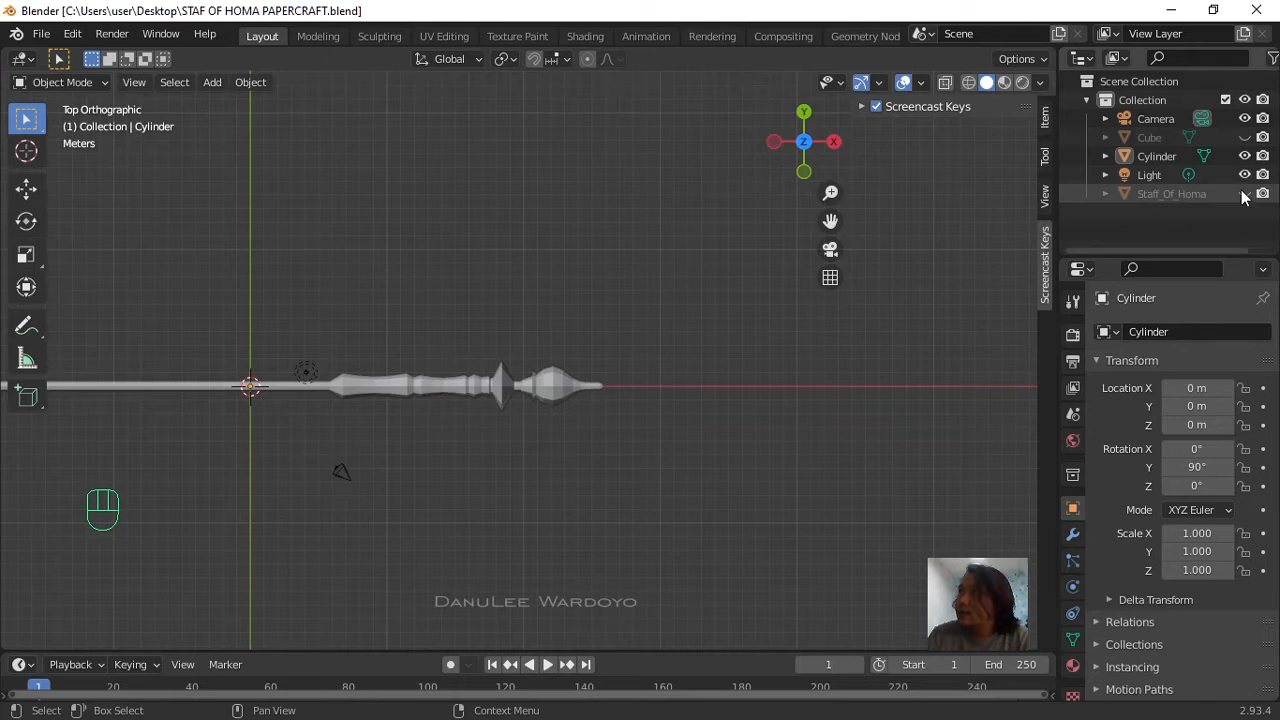 Blender [C:\Users\user\Desktop\STAF OF HOMA PAPERCRAFT.blend]
File Edit Render Window Help Layout Modeling Sculpting UV Editing Texture Paint Shading Animation Rendering Compositing Geometry Nod Scene View Layer
Global Options
Object Mode View Select Add Object
Top Orthographic
(1) Collection | Cylinder
Meters
Screencast Keys
Y
Z
X
Item
Tool
View
Screencast Keys
Scene Collection
Collection
Camera
Cube
Cylinder
Light
Staff_Of_Homa
Cylinder
Cylinder
Transform
Location X 0 m
Y 0 m
Z 0 m
Rotation X 0°
Y 90°
Z 0°
Mode XYZ Euler
Scale X 1.000
Y 1.000
Z 1.000
Delta Transform
Relations
Collections
Instancing
Motion Paths
DanuLee Wardoyo
Playback Keying View Marker 1 Start 1 End 250
1 20 40 60 80 100 120 140 160 180 200 220 240
Select Box Select Pan View Context Menu 2.93.4